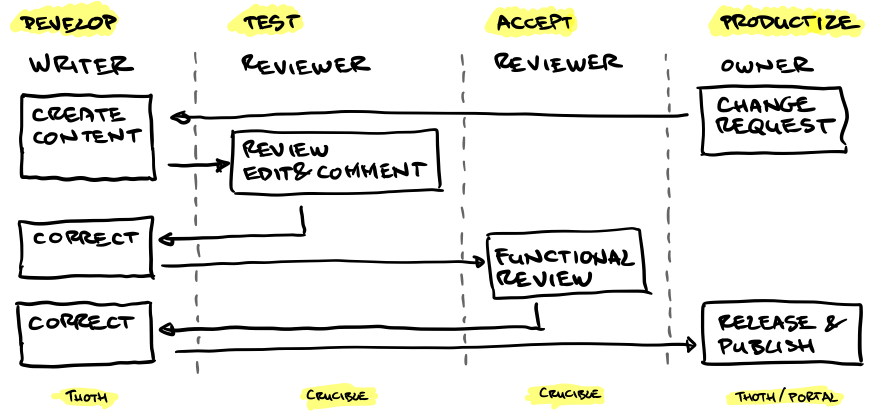 DEVELOP TEST ACCEPT PRODUCTIZE
WRITER REVIEWER REVIEWER OWNER
CREATE
CONTENT
CHANGE
REQUEST
REVIEW
EDIT & COMMENT
CORRECT
FUNCTIONAL
REVIEW
CORRECT
RELEASE &
PUBLISH
THOTH CRUCIBLE CRUCIBLE THOTH / PORTAL